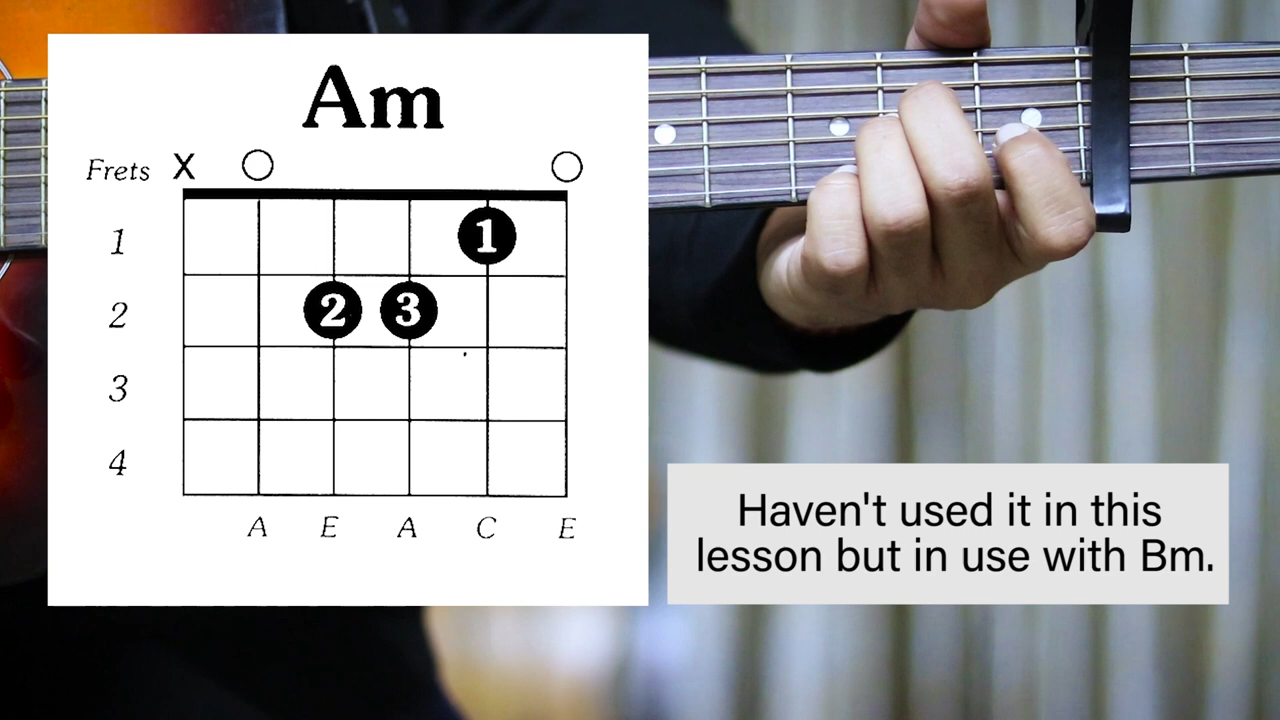 Am
Frets X O O
1 1
2 2 3
3
4
A E A C E
Haven't used it in this
lesson but in use with Bm.